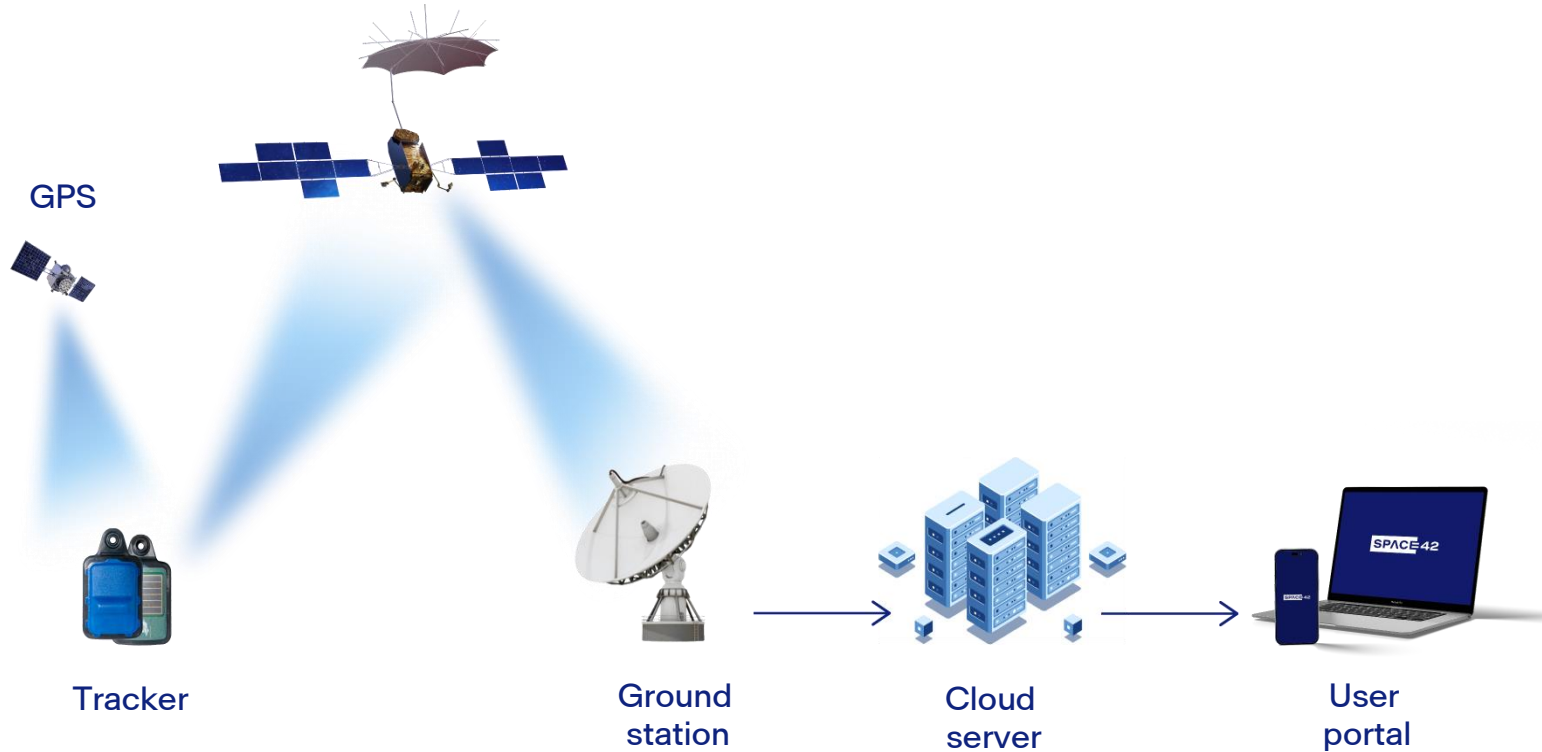 GPS
SPACE42
SPACE42
Tracker
Ground
station
Cloud
server
User
portal